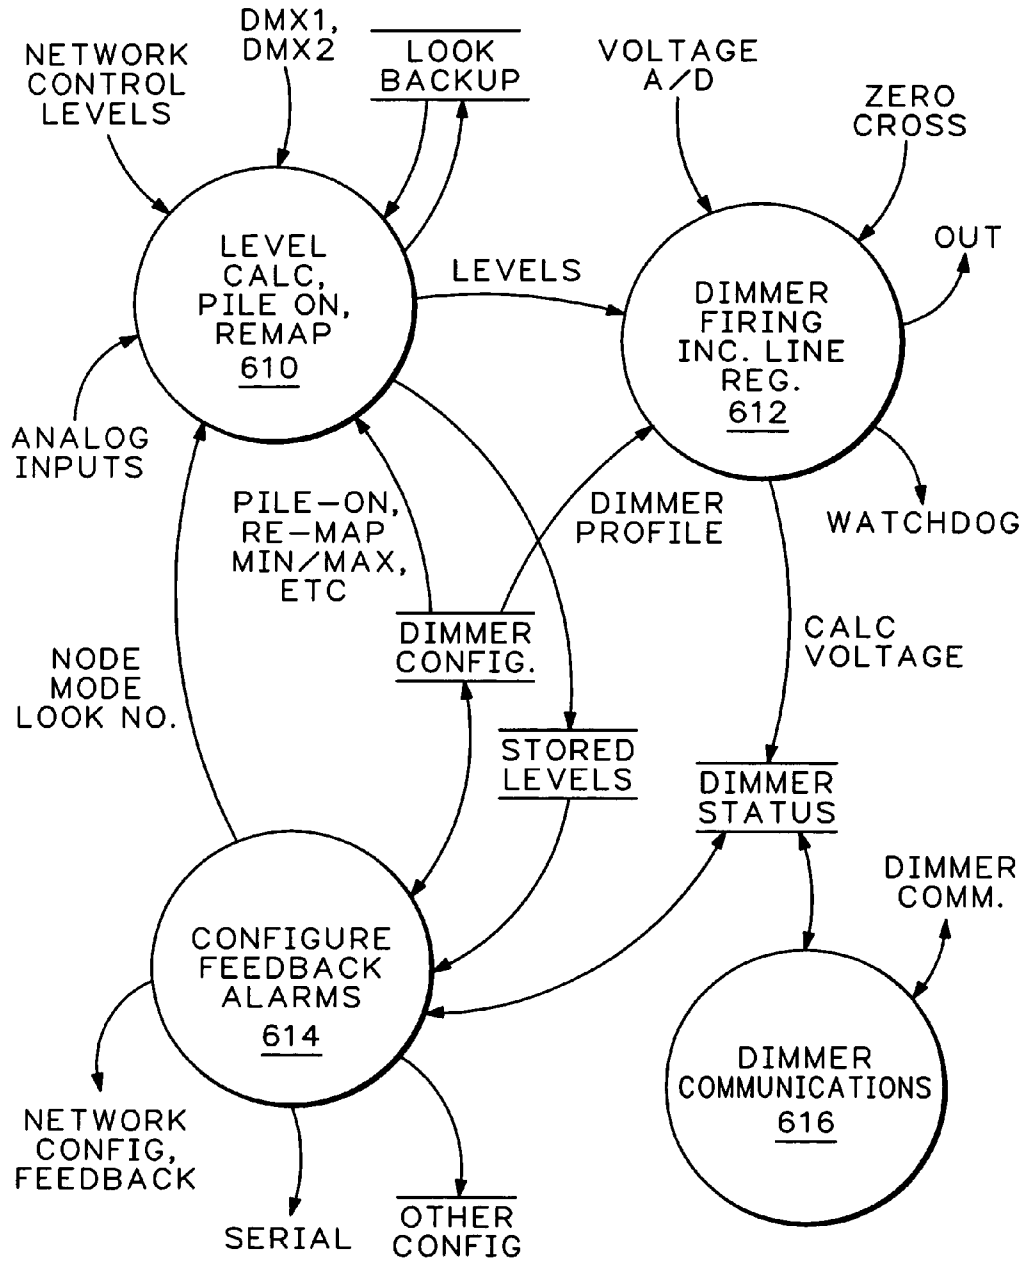 DMX1,
DMX2
NETWORK
CONTROL
LEVELS
LOOK
BACKUP
VOLTAGE
A/D
ZERO
CROSS
OUT
LEVEL
CALC,
PILE ON,
REMAP
610
LEVELS
DIMMER
FIRING
INC. LINE
REG.
612
ANALOG
INPUTS
PILE-ON,
RE-MAP
MIN/MAX,
ETC
DIMMER
PROFILE
WATCHDOG
DIMMER
CONFIG.
CALC
VOLTAGE
NODE
MODE
LOOK NO.
STORED
LEVELS
DIMMER
STATUS
DIMMER
COMM.
CONFIGURE
FEEDBACK
ALARMS
614
DIMMER
COMMUNICATIONS
616
NETWORK
CONFIG,
FEEDBACK
SERIAL
OTHER
CONFIG